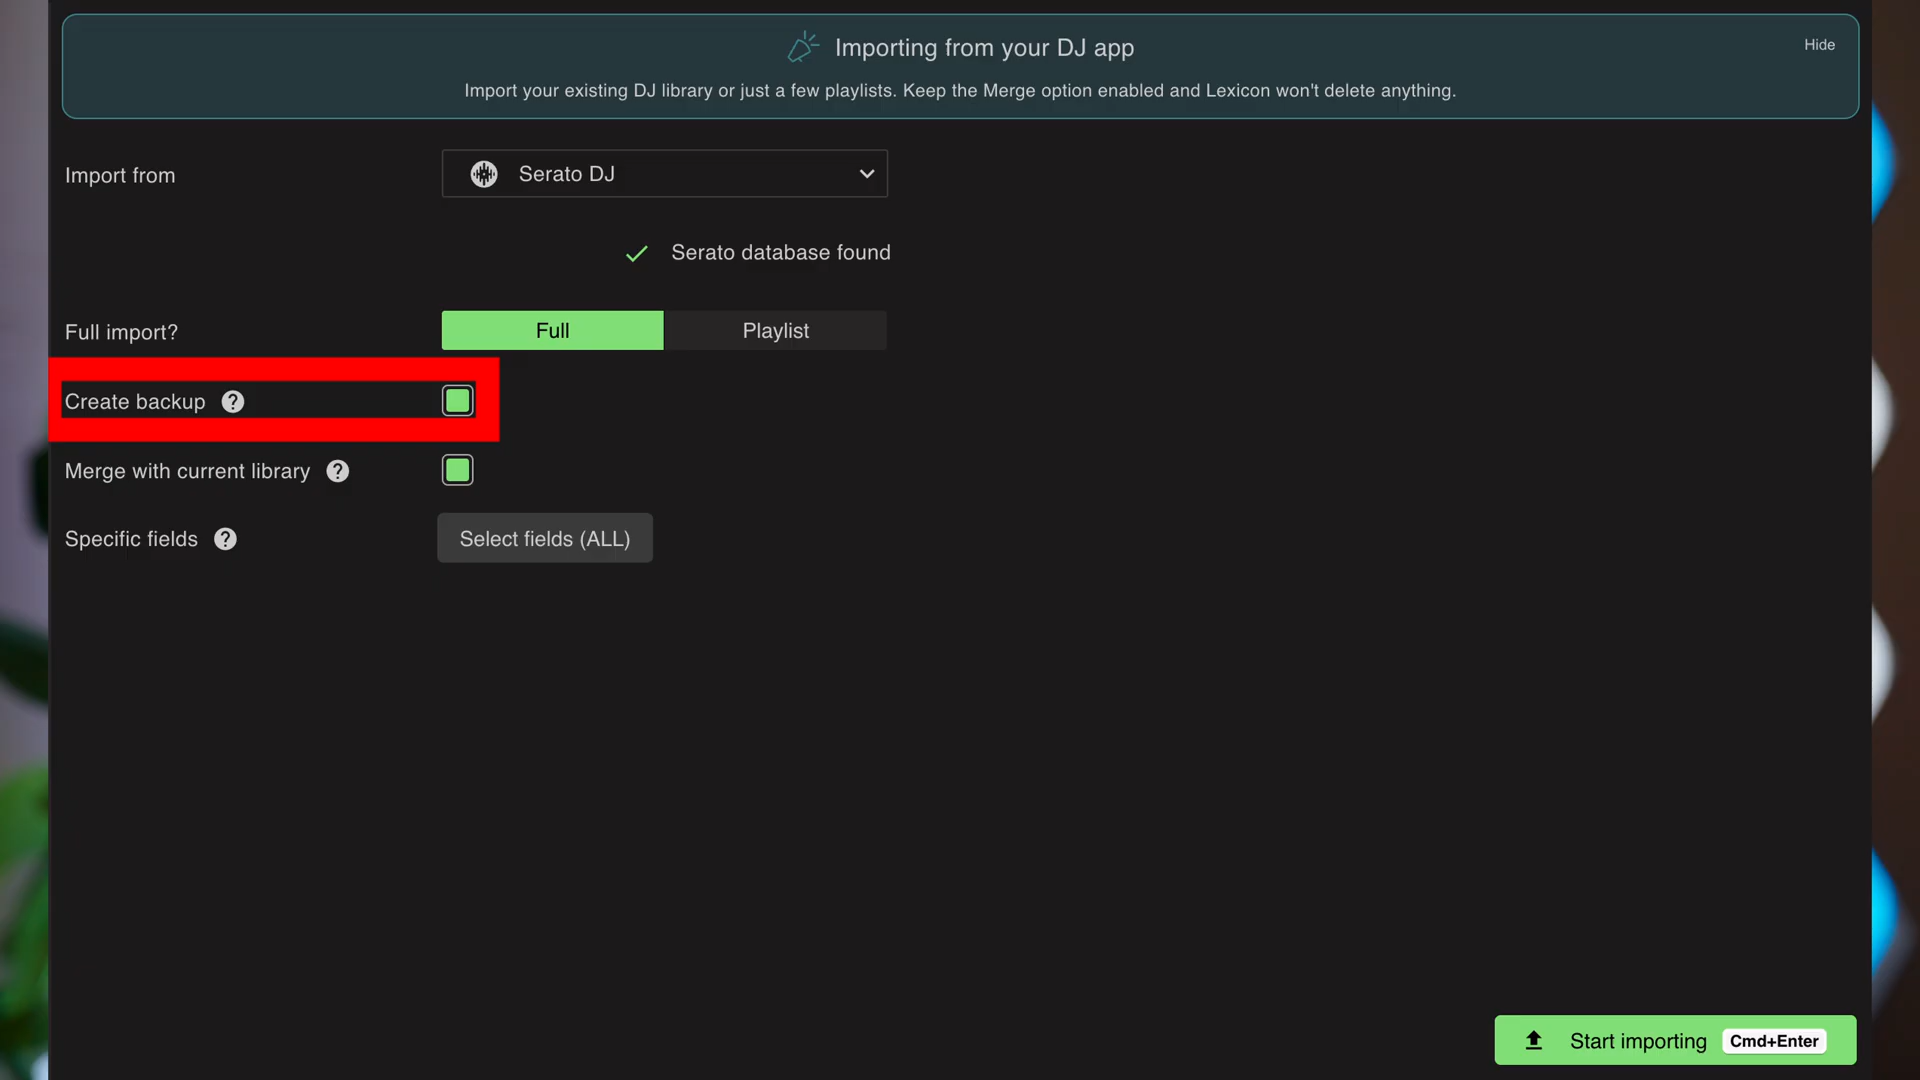 Importing from your DJ app
Hide
Import your existing DJ library or just a few playlists. Keep the Merge option enabled and Lexicon won't delete anything.
Import from
Serato DJ
Serato database found
Full import?
Full
Playlist
Create backup ?
Merge with current library ?
Specific fields ?
Select fields (ALL)
Start importing
Cmd+Enter